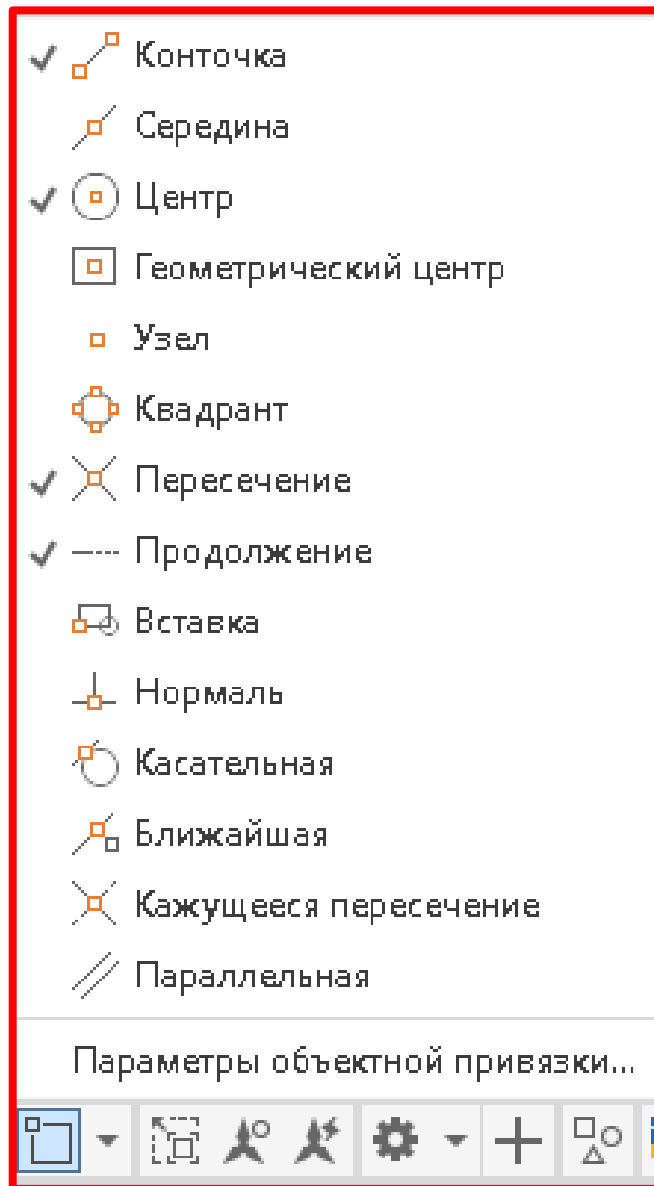 Конточка
Середина
Центр
Геометрический центр
Узел
Квадрант
Пересечение
Продолжение
Вставка
Нормаль
Касательная
Ближайшая
Кажущееся пересечение
Параллельная
Параметры объектной привязки...